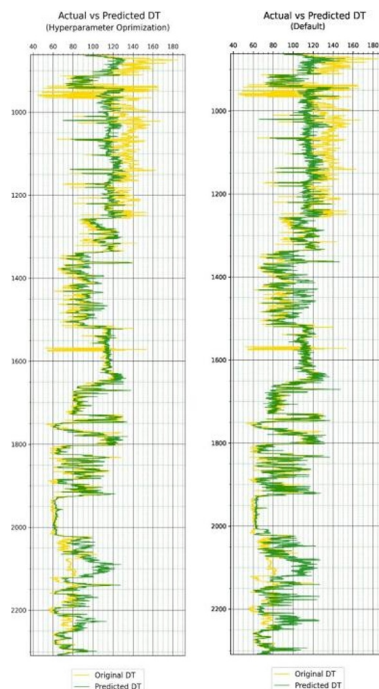 Actual vs Predicted DT
(Hyperparameter Oprimization)
40 60 80 100 120 140 160 180
1000
1200
1400
1600
1800
2000
2200
Original DT
Predicted DT
Actual vs Predicted DT
(Default)
40 60 80 100 120 140 160 180
1000
1200
1400
1600
1800
2000
2200
Original DT
Predicted DT